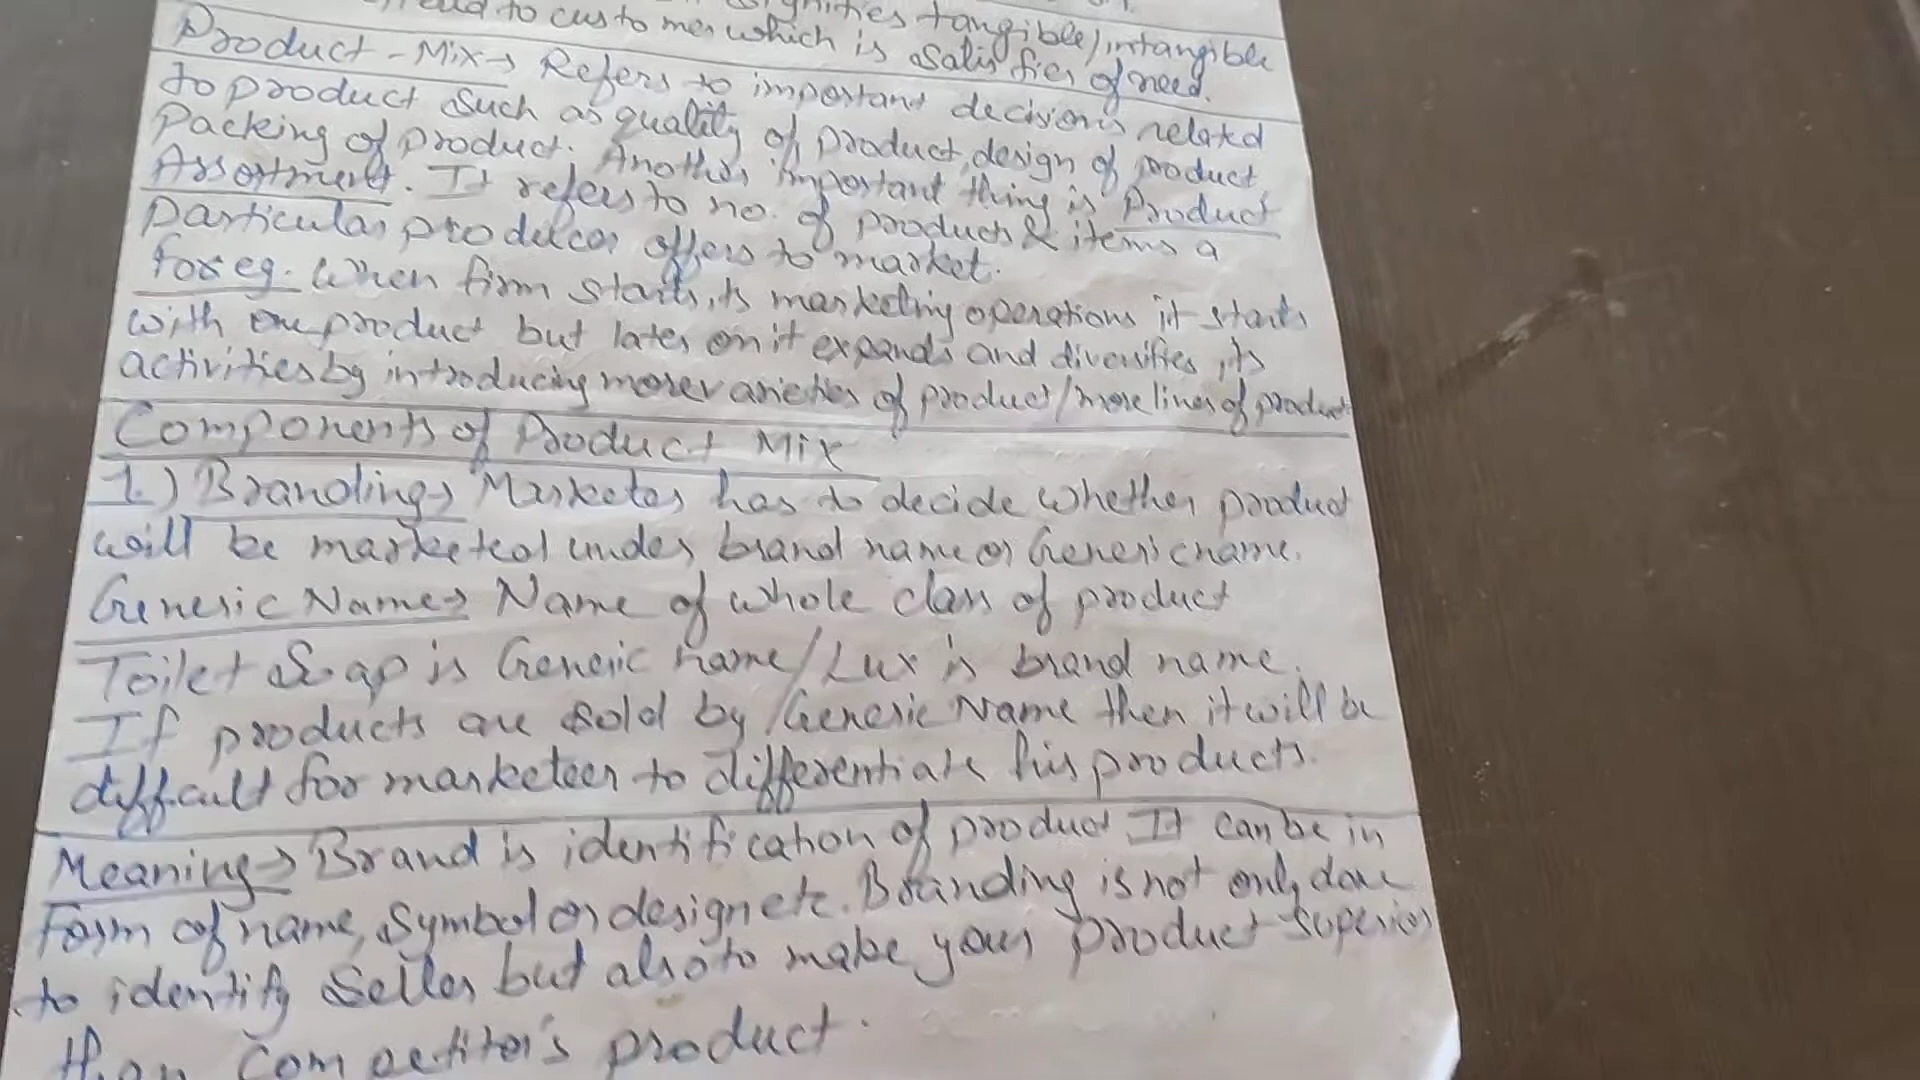 to customer which is satisfies of need.
tangible/intangible
Product-Mix→ Refers to important decisions related
to product such as quality of product, design of product,
Packing of product. Another important thing is Product
Assortment. It refers to no. of products & items a
particular producer offers to market.
for eg. When firm starts its marketing operations it starts
with one product but later on it expands and diversifies its
activities by introducing more varieties of product/more lines of product
Components of Product Mix
1.) Branding→ Marketer has to decide whether product
will be marketed under brand name or Generic name.
Generic Name→ Name of whole class of product
Toilet Soap is Generic name/Lux is brand name.
If products are sold by Generic Name then it will be
difficult for marketeer to differentiate his products.
Meaning→ Brand is identification of product It can be in
form of name, symbol or design etc. Branding is not only done
to identify seller but also to make your product superior
than Competitor's product.